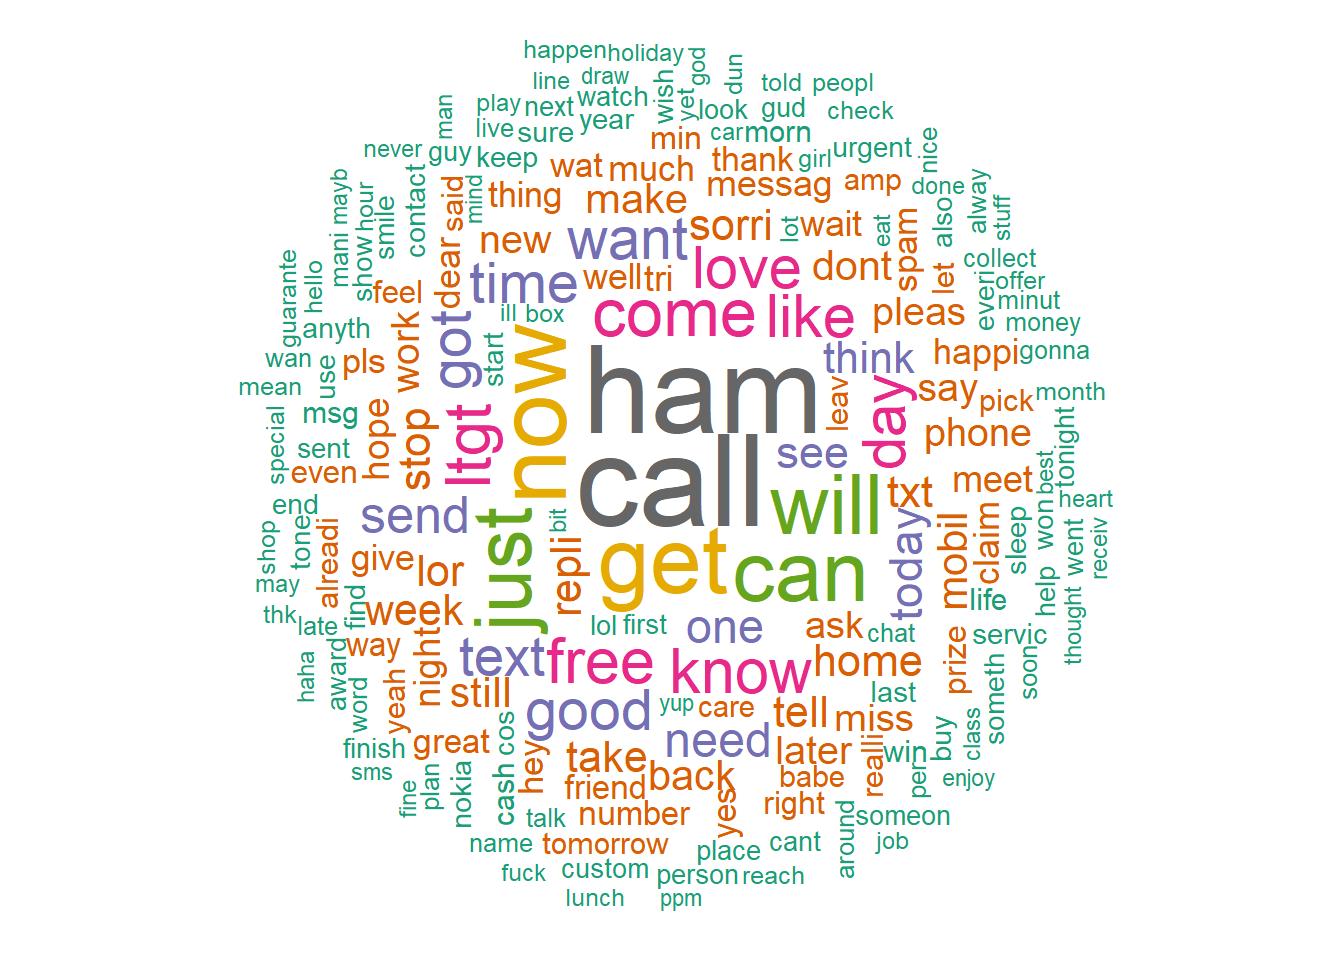 happen holiday
line draw god dun told peopl
man play next watch wish yet look gud check
live sure year min car morn nice
never guy keep wat much thank girl urgent
mani mayb hour contact said mind thing make messag amp done alway stuff
show smile dear new want sorri lot wait eat spam also
guarante hello feel time well tri love dont let everi collect offer
anyth work got ill box come like pleas minut money
wan use pls start now ham think happi gonna
mean msg hope stop ltgt leav day say pick month
special sent even call see phone tonight best
end send bit will txt meet heart
shop tone alreadi give lor just repli get can today mobil claim sleep won went receiv
may find week life help thought
thk late way night lol first one ask chat prize servic soon
haha award word yeah still text free know home last someth
finish great cos good yup care tell miss buy class
sms hey take need later realli win
fine plan nokia cash friend back babe per enjoy
talk number yes right around someon
name tomorrow place cant job
fuck custom person reach
lunch ppm